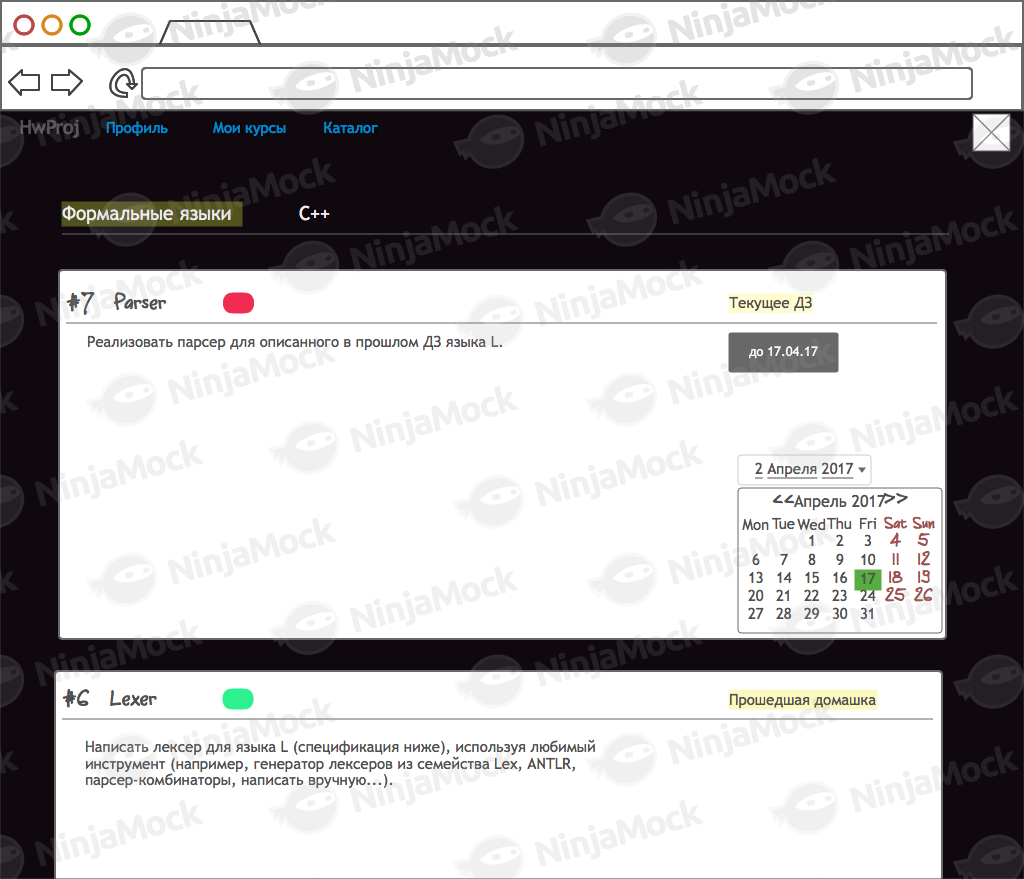 HwProj Профиль Мои курсы Каталог
Формальные языки C++
#7 Parser Текущее ДЗ
Реализовать парсер для описанного в прошлом ДЗ языка L.
до 17.04.17
2 Апреля 2017
<<Апрель 2017>>
Mon Tue Wed Thu Fri Sat Sun
1 2 3 4 5
6 7 8 9 10 11 12
13 14 15 16 17 18 19
20 21 22 23 24 25 26
27 28 29 30 31
#6 Lexer Прошедшая домашка
Написать лексер для языка L (спецификация ниже), используя любимый
инструмент (например, генератор лексеров из семейства Lex, ANTLR,
парсер-комбинаторы, написать вручную...).
NinjaMock